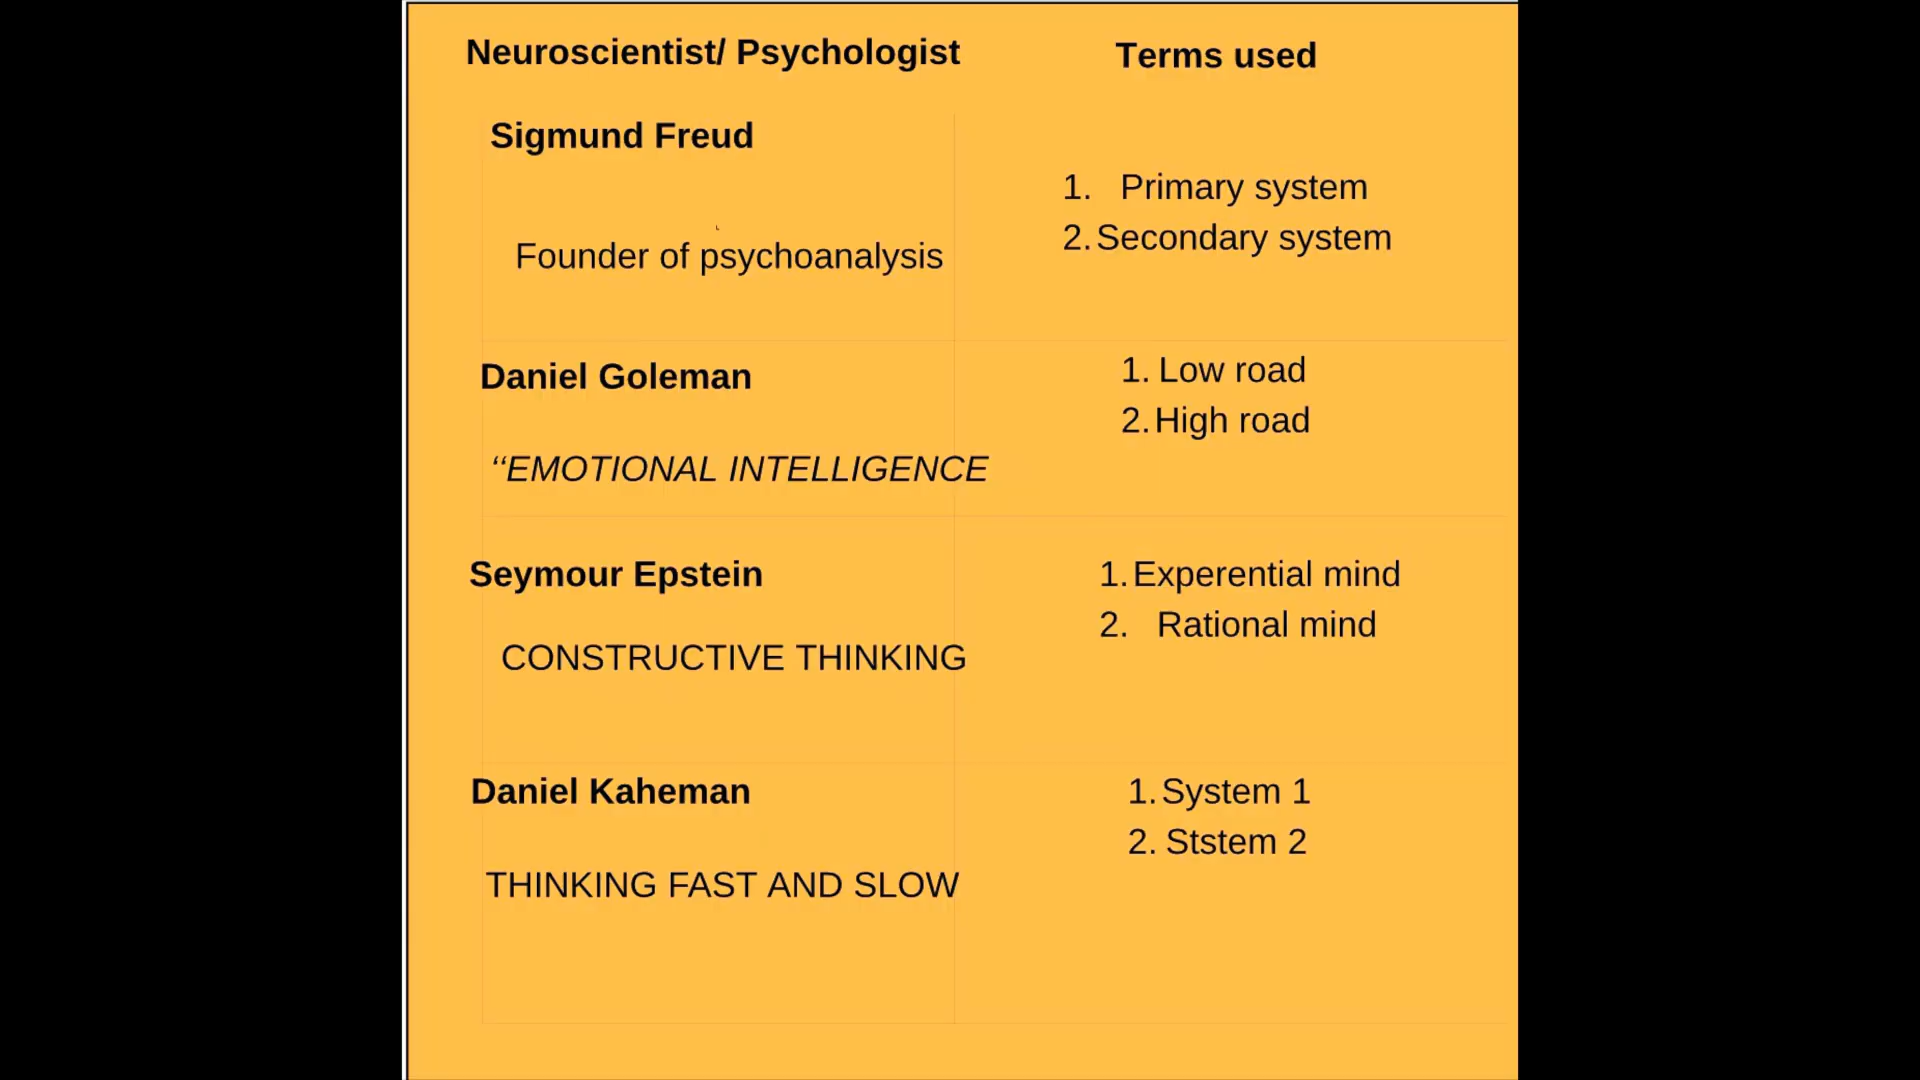 Neuroscientist/ Psychologist
Terms used
Sigmund Freud
Founder of psychoanalysis
1. Primary system
2. Secondary system
Daniel Goleman
‘‘EMOTIONAL INTELLIGENCE
1. Low road
2. High road
Seymour Epstein
CONSTRUCTIVE THINKING
1. Experential mind
2. Rational mind
Daniel Kaheman
THINKING FAST AND SLOW
1. System 1
2. Ststem 2